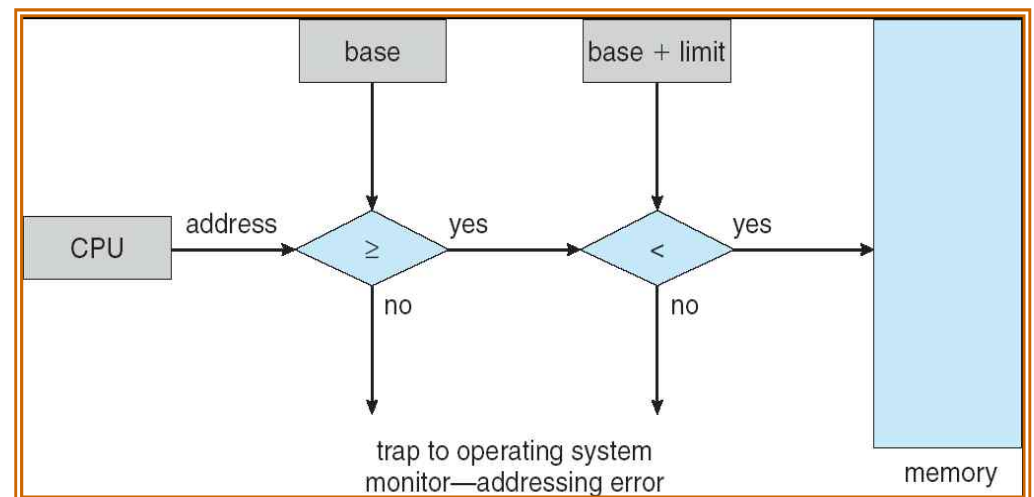 base
base + limit
CPU
address
≥
yes
<
yes
no
no
trap to operating system
monitor—addressing error
memory